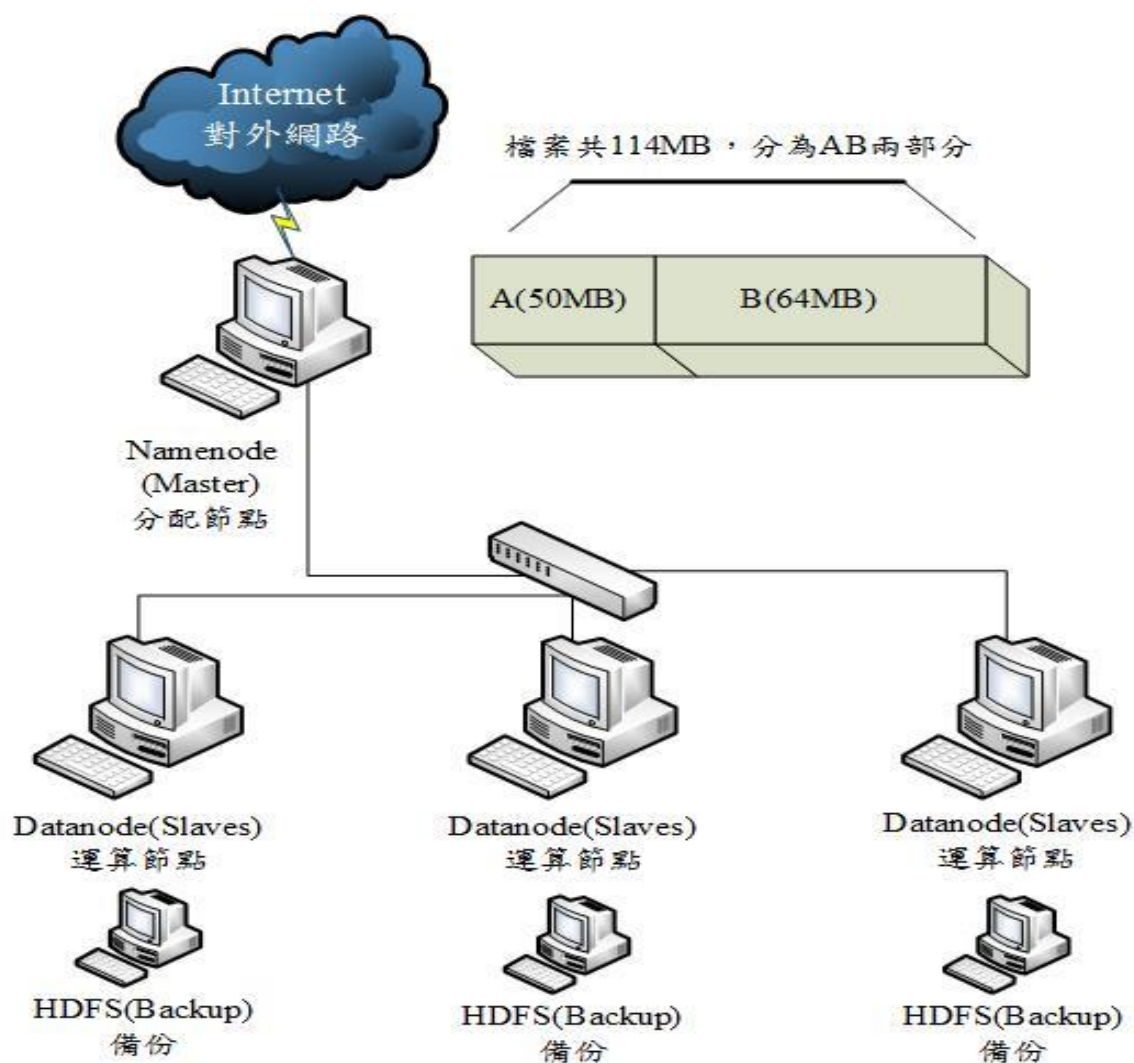 Internet
對外網路
檔案共114MB，分為AB兩部分
A(50MB)
B(64MB)
Namenode
(Master)
分配節點
Datanode(Slaves)
運算節點
Datanode(Slaves)
運算節點
Datanode(Slaves)
運算節點
HDFS(Backup)
備份
HDFS(Backup)
備份
HDFS(Backup)
備份